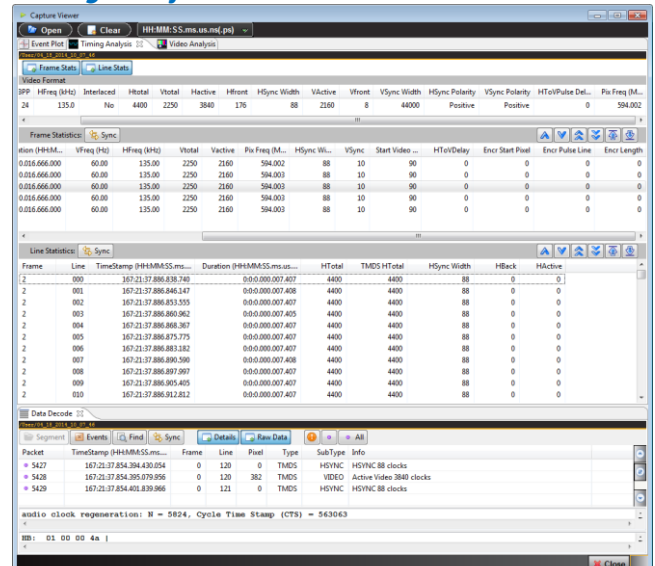 Capture Viewer
Open Clear HH:MM:SS.ms.us.ns(.ps)
Event Plot Timing Analysis Video Analysis
Frame Stats Line Stats
Video Format
BPP HFreq (kHz) Interlaced Htotal Vtotal Hactive Hfront HSync Width VActive Vfront VSync Width HSync Polarity VSync Polarity HToVPulse Del... Pix Freq (M...
24 135.0 No 4400 2250 3840 176 88 2160 8 44000 Positive Positive 0 594.002
Frame Statistics: Sync
ation (HH:M... VFreq (Hz) HFreq (kHz) Vtotal Vactive Pix Freq (M... HSync Wi... VSync Start Video ... HToVDelay Encr Start Pixel Encr Pulse Line Encr Length
0.016.666.000 60.00 135.00 2250 2160 594.002 88 10 90 0 0 0 0
0.016.666.000 60.00 135.00 2250 2160 594.003 88 10 90 0 0 0 0
0.016.666.000 60.00 135.00 2250 2160 594.003 88 10 90 0 0 0 0
0.016.666.000 60.00 135.00 2250 2160 594.003 88 10 90 0 0 0 0
0.016.666.000 60.00 135.00 2250 2160 594.003 88 10 90 0 0 0 0
Line Statistics: Sync
Frame Line TimeStamp (HH:MM:SS.ms.... Duration (HH:MM:SS.ms.us.... HTotal TMDS HTotal HSync Width HBack HActive
2 000 167:21:37.886.838.740 0:0:0.000.007.407 4400 4400 88 0 0
2 001 167:21:37.886.846.147 0:0:0.000.007.408 4400 4400 88 0 0
2 002 167:21:37.886.853.555 0:0:0.000.007.407 4400 4400 88 0 0
2 003 167:21:37.886.860.962 0:0:0.000.007.405 4400 4400 88 0 0
2 004 167:21:37.886.868.367 0:0:0.000.007.407 4400 4400 88 0 0
2 005 167:21:37.886.875.775 0:0:0.000.007.407 4400 4400 88 0 0
2 006 167:21:37.886.883.182 0:0:0.000.007.407 4400 4400 88 0 0
2 007 167:21:37.886.890.590 0:0:0.000.007.408 4400 4400 88 0 0
2 008 167:21:37.886.897.997 0:0:0.000.007.407 4400 4400 88 0 0
2 009 167:21:37.886.905.405 0:0:0.000.007.407 4400 4400 88 0 0
2 010 167:21:37.886.912.812 0:0:0.000.007.407 4400 4400 88 0 0
Data Decode
Segment Events Find Sync Details Raw Data All
Packet TimeStamp (HH:MM:SS.ms.... Frame Line Pixel Type SubType Info
5427 167:21:37.854.394.430.054 0 120 0 TMDS HSYNC HSYNC 88 clocks
5428 167:21:37.854.395.079.956 0 120 382 TMDS VIDEO Active Video 3840 clocks
5429 167:21:37.854.401.839.966 0 121 0 TMDS HSYNC HSYNC 88 clocks
audio clock regeneration: N = 5824, Cycle Time Stamp (CTS) = 563063
HB: 01 00 00 4a |
Close